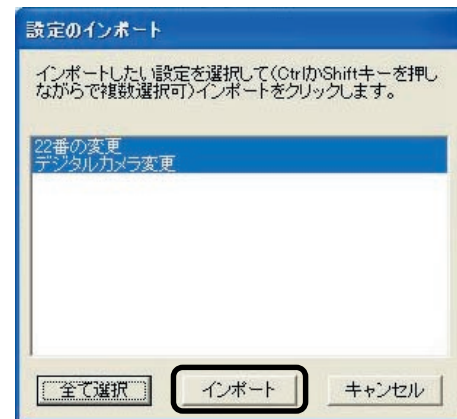 設定のインポート
インポートしたい設定を選択して(CtrlかShiftキーを押し
ながらで複数選択可)インポートをクリックします。
22番の変更
デジタルカメラ変更
全て選択 インポート キャンセル